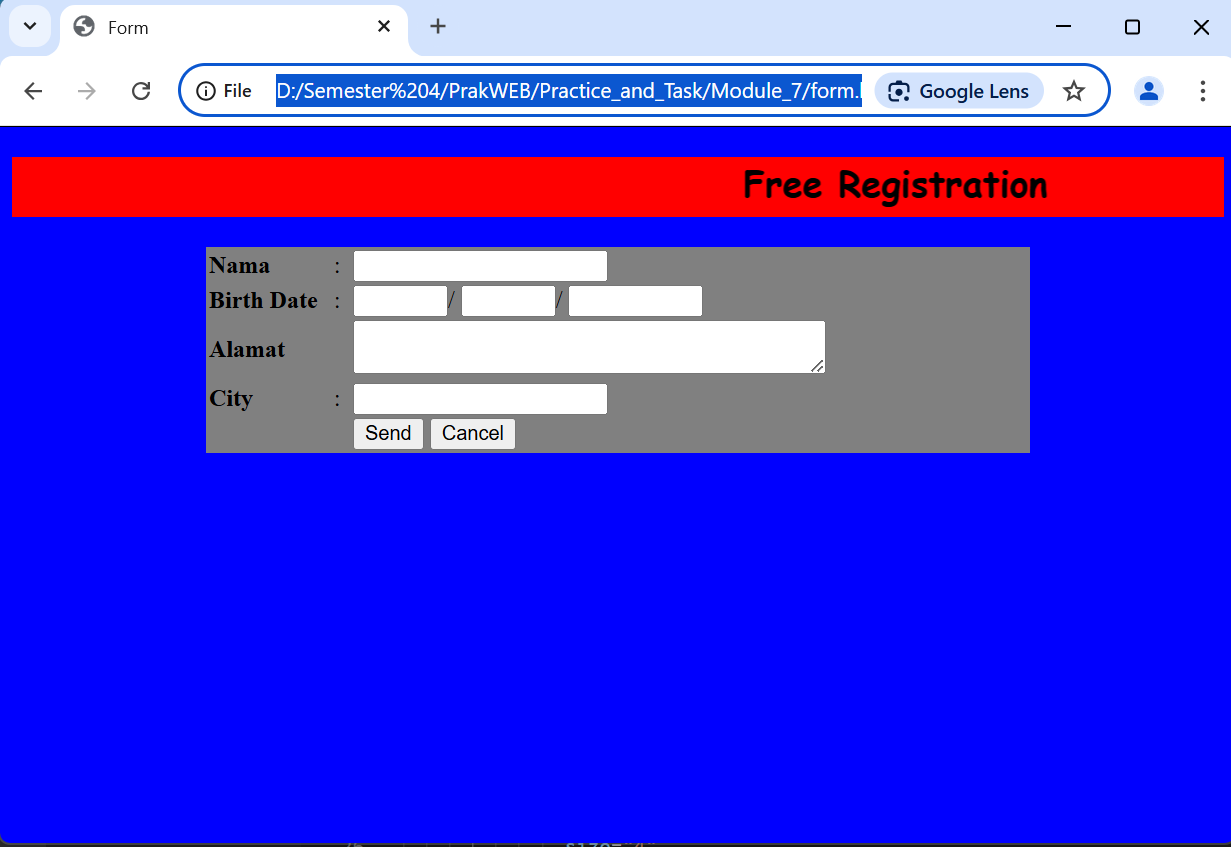 Form
File D:/Semester%204/PrakWEB/Practice_and_Task/Module_7/form. Google Lens
Free Registration
Nama :
Birth Date : / /
Alamat
City :
Send Cancel